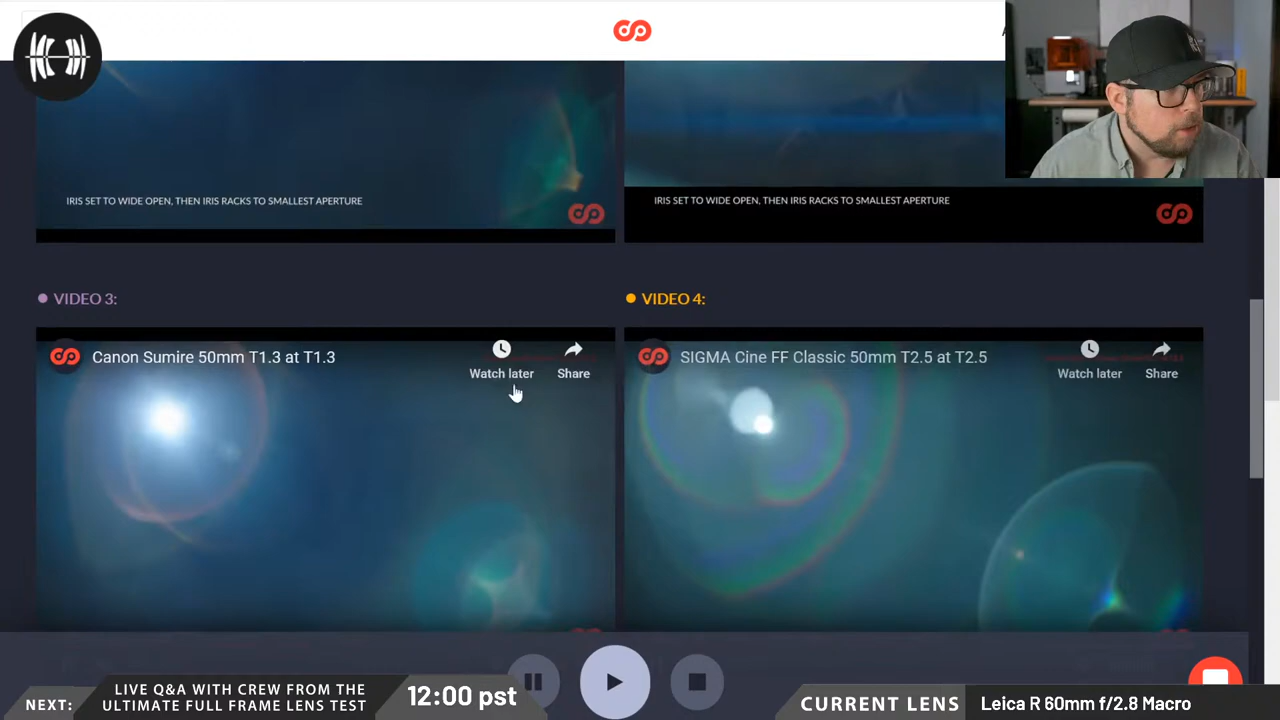 IRIS SET TO WIDE OPEN, THEN IRIS RACKS TO SMALLEST APERTURE
IRIS SET TO WIDE OPEN, THEN IRIS RACKS TO SMALLEST APERTURE
VIDEO 3:
VIDEO 4:
Canon Sumire 50mm T1.3 at T1.3
Watch later
Share
SIGMA Cine FF Classic 50mm T2.5 at T2.5
Watch later
Share
NEXT:
LIVE Q&A WITH CREW FROM THE
ULTIMATE FULL FRAME LENS TEST
12:00 pst
CURRENT LENS
Leica R 60mm f/2.8 Macro